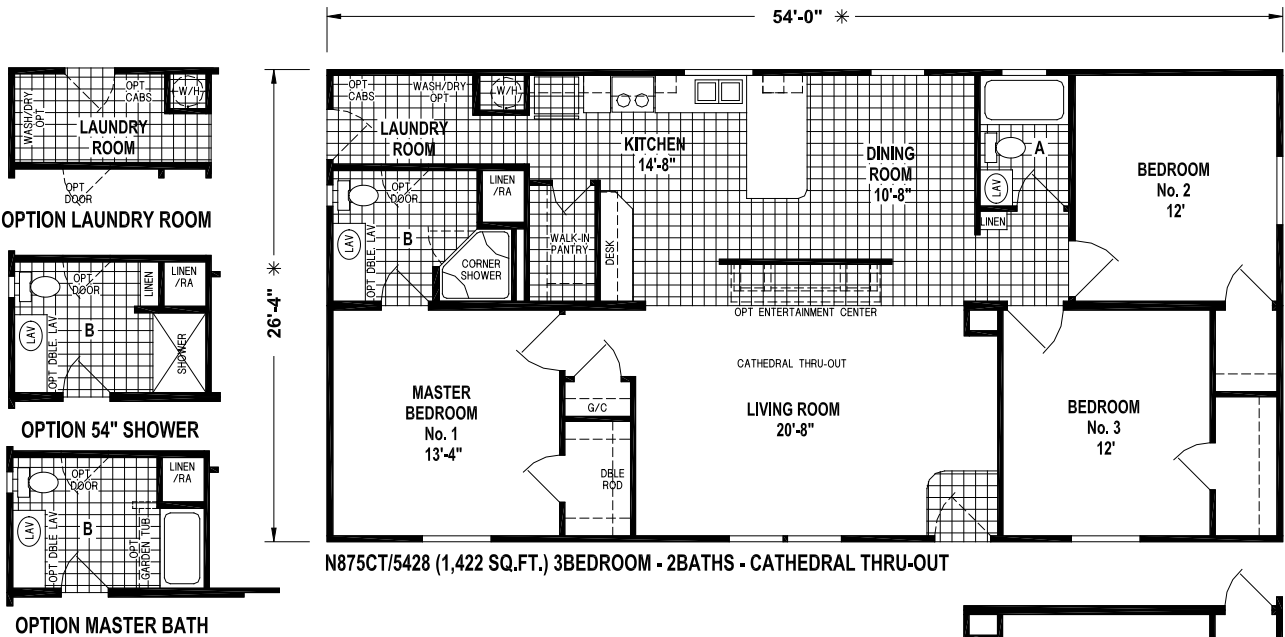 54'-0" ✳
OPT
CABS
W/H
WASH/DRY
OPT
LAUNDRY
ROOM
OPT
DOOR
OPTION LAUNDRY ROOM
OPT
DOOR
LINEN
LINEN
/RA
LAV
OPT DBLE. LAV
B
SHOWER
OPTION 54" SHOWER
OPT
DOOR
LINEN
/RA
LAV
OPT DBLE LAV
B
OPT
GARDEN TUB
OPTION MASTER BATH
26'-4" ✳
OPT
CABS
WASH/DRY
OPT
W/H
LAUNDRY
ROOM
KITCHEN
14'-8"
DINING
ROOM
10'-8"
A
LAV
LINEN
BEDROOM
No. 2
12'
OPT
DOOR
LINEN
/RA
LAV
OPT DBLE. LAV
B
CORNER
SHOWER
WALK-IN
PANTRY
DESK
OPT ENTERTAINMENT CENTER
CATHEDRAL THRU-OUT
MASTER
BEDROOM
No. 1
13'-4"
G/C
DBLE
ROD
LIVING ROOM
20'-8"
BEDROOM
No. 3
12'
N875CT/5428 (1,422 SQ.FT.) 3BEDROOM - 2BATHS - CATHEDRAL THRU-OUT